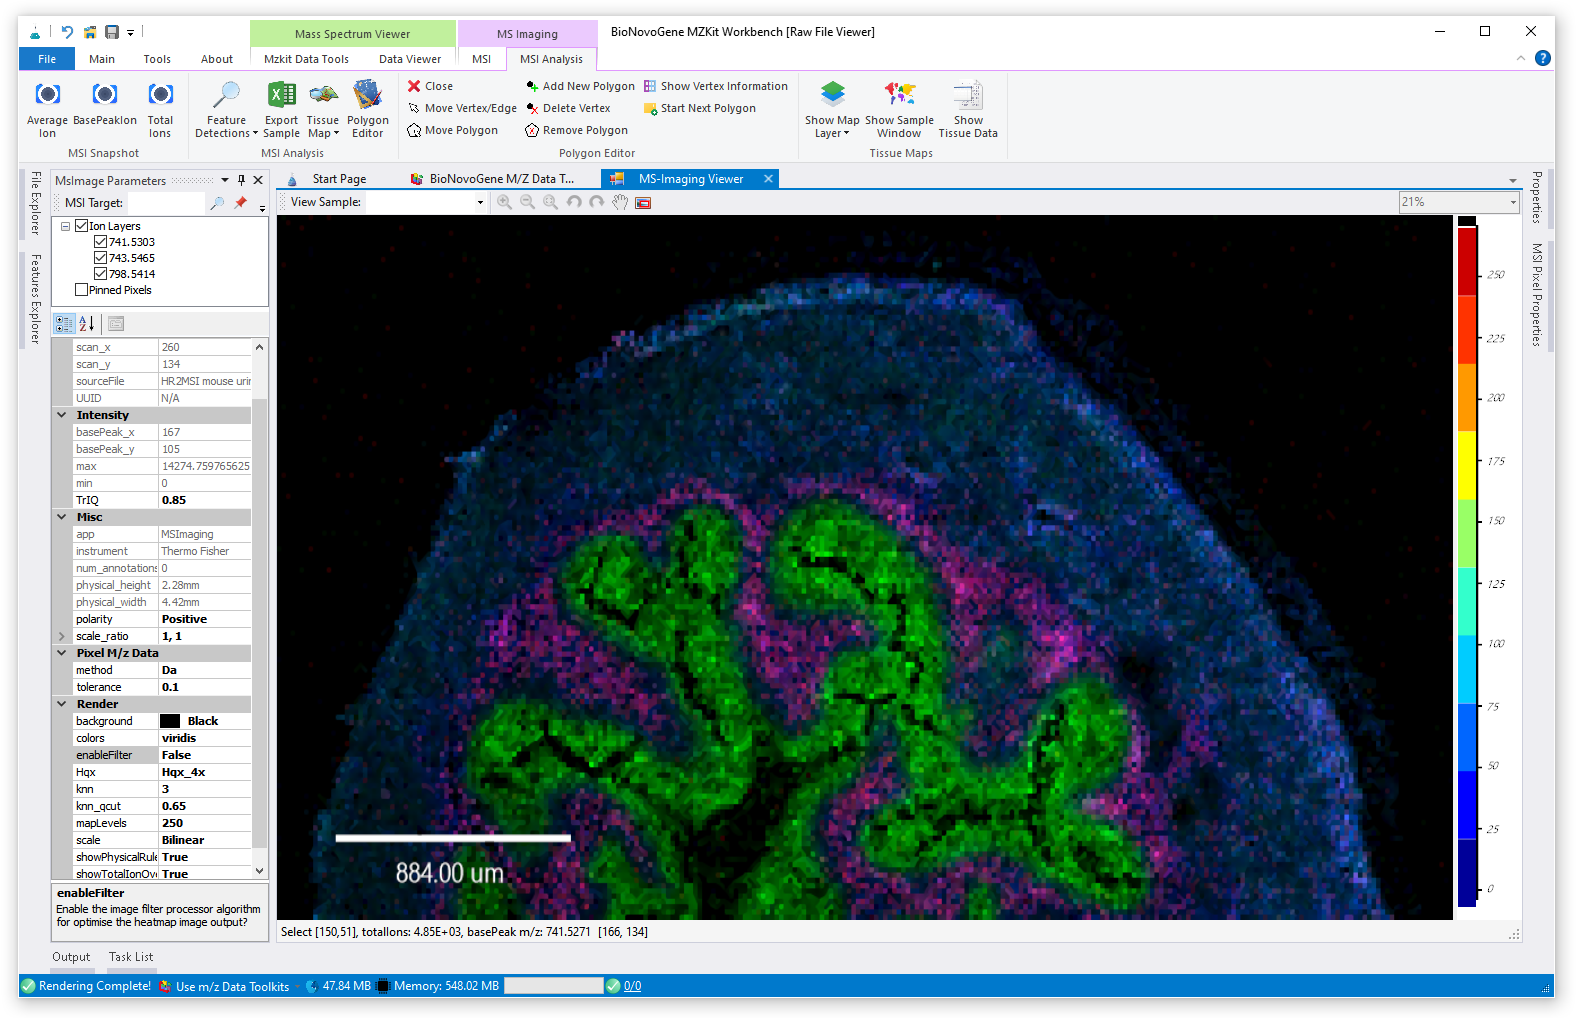 Mass Spectrum Viewer
MS Imaging
BioNovoGene MZKit Workbench [Raw File Viewer]
File
Main
Tools
About
Mzkit Data Tools
Data Viewer
MSI
MSI Analysis
Average Ion
BasePeakIon
Total Ions
MSI Snapshot
Feature Detections
Export Sample
Tissue Map
Polygon Editor
MSI Analysis
Close
Add New Polygon
Show Vertex Information
Move Vertex/Edge
Delete Vertex
Start Next Polygon
Move Polygon
Remove Polygon
Polygon Editor
Show Map Layer
Show Sample Window
Show Tissue Data
Tissue Maps
File Explorer
Features Explorer
MsImage Parameters
MSI Target:
Ion Layers
741.5303
743.5465
798.5414
Pinned Pixels
scan_x 260
scan_y 134
sourceFile HR2MSI mouse urin
UUID N/A
Intensity
basePeak_x 167
basePeak_y 105
max 14274.759765625
min 0
TrIQ 0.85
Misc
app MSImaging
instrument Thermo Fisher
num_annotations 0
physical_height 2.28mm
physical_width 4.42mm
polarity Positive
scale_ratio 1, 1
Pixel M/z Data
method Da
tolerance 0.1
Render
background Black
colors viridis
enableFilter False
Hqx Hqx_4x
knn 3
knn_qcut 0.65
mapLevels 250
scale Bilinear
showPhysicalRule True
showTotalIonOve True
enableFilter
Enable the image filter processor algorithm
for optimise the heatmap image output?
Output
Task List
Start Page
BioNovoGene M/Z Data T...
MS-Imaging Viewer
View Sample:
21%
884.00 um
250
225
200
175
150
125
100
75
50
25
0
Select [150,51], totalIons: 4.85E+03, basePeak m/z: 741.5271 [166, 134]
Properties
MSI Pixel Properties
Rendering Complete!
Use m/z Data Toolkits
47.84 MB
Memory: 548.02 MB
0/0